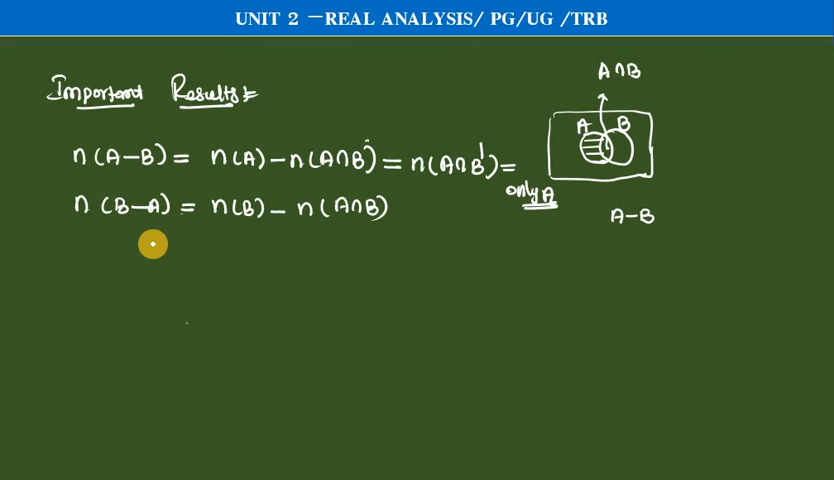 UNIT 2 – REAL ANALYSIS/ PG/UG /TRB
Important Results:
A∩B
A B
n(A-B) = n(A) - n(A∩B) = n(A∩B') =
only A
n(B-A) = n(B) - n(A∩B)
A-B